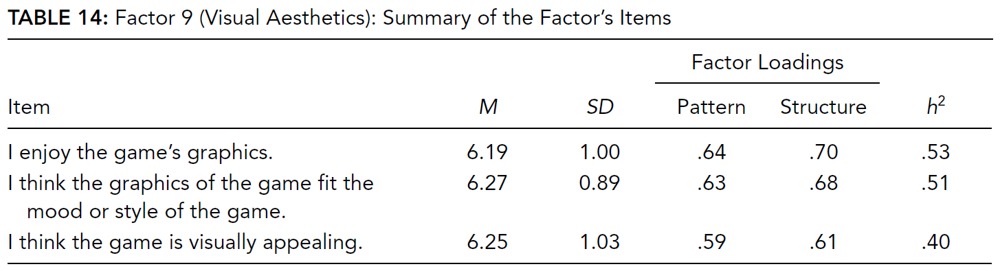 TABLE 14: Factor 9 (Visual Aesthetics): Summary of the Factor’s Items
Factor Loadings
Item M SD Pattern Structure h²
I enjoy the game’s graphics. 6.19 1.00 .64 .70 .53
I think the graphics of the game fit the 6.27 0.89 .63 .68 .51
mood or style of the game.
I think the game is visually appealing. 6.25 1.03 .59 .61 .40